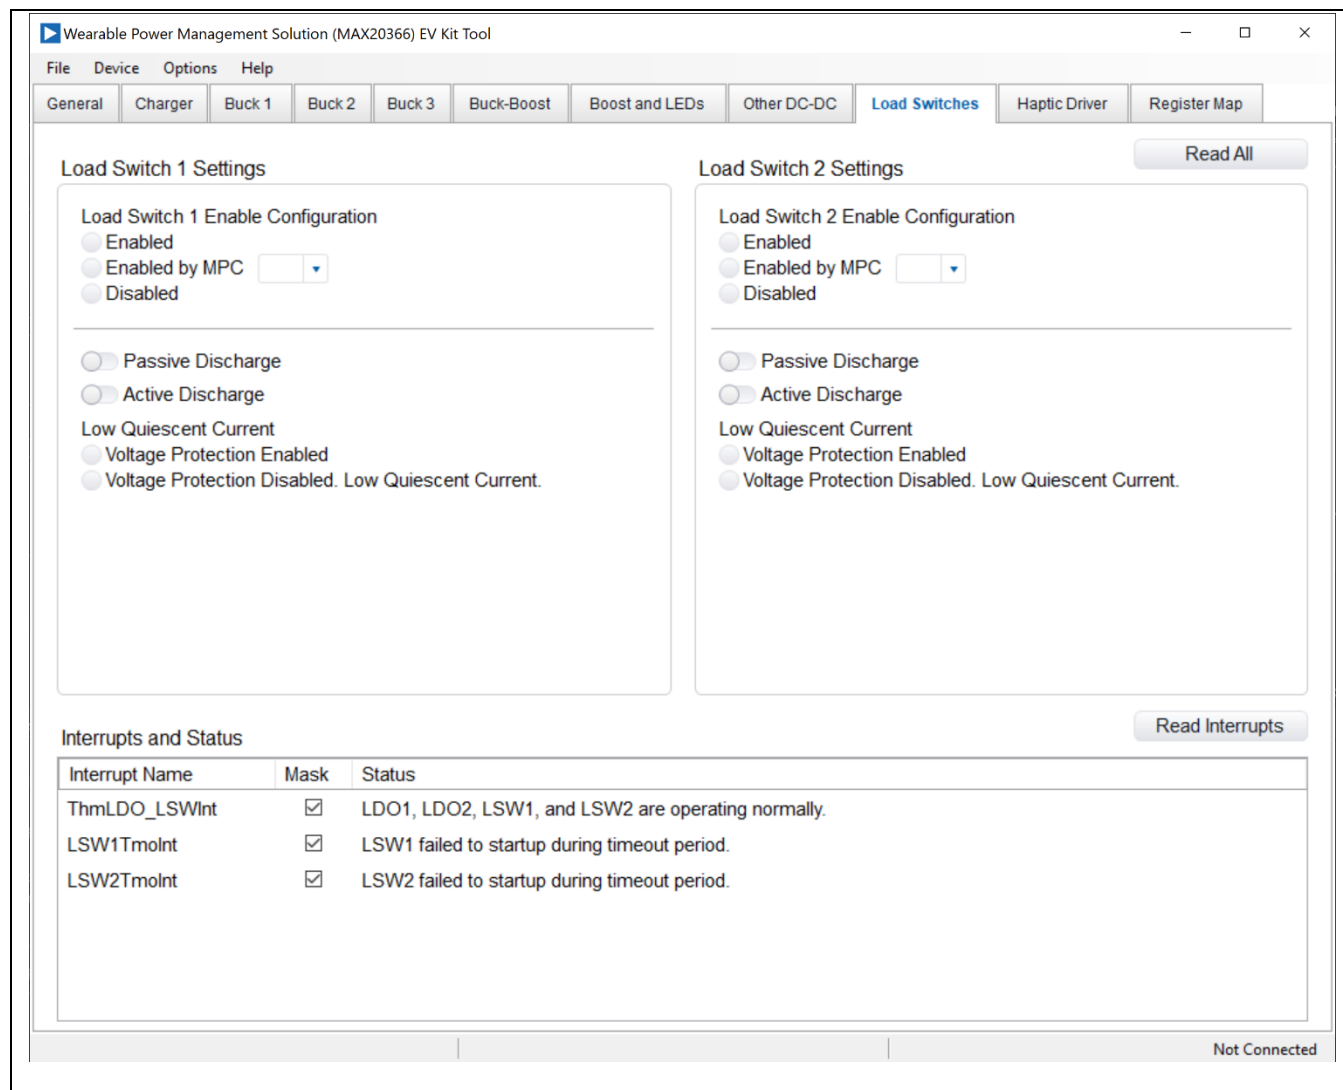 Wearable Power Management Solution (MAX20366) EV Kit Tool
File Device Options Help
General Charger Buck 1 Buck 2 Buck 3 Buck-Boost Boost and LEDs Other DC-DC Load Switches Haptic Driver Register Map
Read All
Load Switch 1 Settings
Load Switch 1 Enable Configuration
Enabled
Enabled by MPC
Disabled
Passive Discharge
Active Discharge
Low Quiescent Current
Voltage Protection Enabled
Voltage Protection Disabled. Low Quiescent Current.
Load Switch 2 Settings
Load Switch 2 Enable Configuration
Enabled
Enabled by MPC
Disabled
Passive Discharge
Active Discharge
Low Quiescent Current
Voltage Protection Enabled
Voltage Protection Disabled. Low Quiescent Current.
Read Interrupts
Interrupts and Status
Interrupt Name Mask Status
ThmLDO_LSWInt LDO1, LDO2, LSW1, and LSW2 are operating normally.
LSW1TmoInt LSW1 failed to startup during timeout period.
LSW2TmoInt LSW2 failed to startup during timeout period.
Not Connected